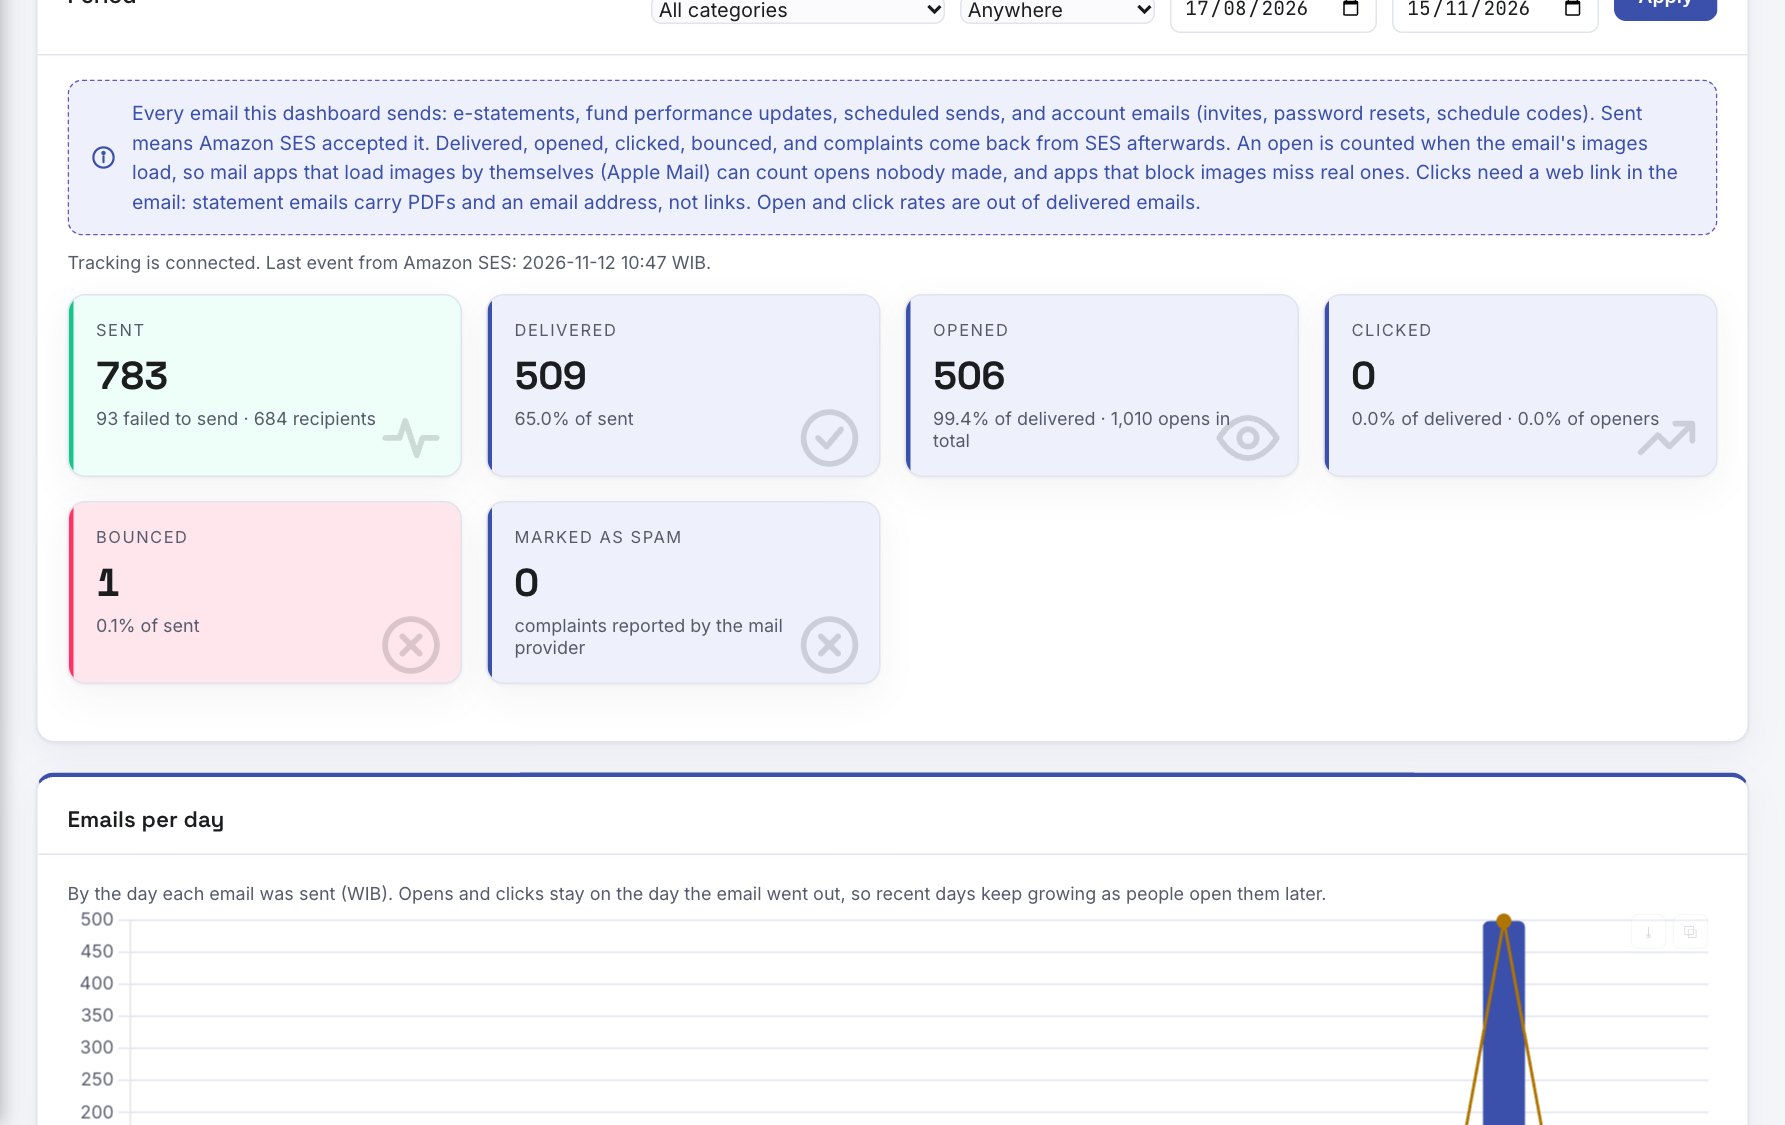 Period
All categories
Anywhere
17/08/2026
15/11/2026
Apply
Every email this dashboard sends: e-statements, fund performance updates, scheduled sends, and account emails (invites, password resets, schedule codes). Sent
means Amazon SES accepted it. Delivered, opened, clicked, bounced, and complaints come back from SES afterwards. An open is counted when the email's images
load, so mail apps that load images by themselves (Apple Mail) can count opens nobody made, and apps that block images miss real ones. Clicks need a web link in the
email: statement emails carry PDFs and an email address, not links. Open and click rates are out of delivered emails.
Tracking is connected. Last event from Amazon SES: 2026-11-12 10:47 WIB.
SENT
783
93 failed to send · 684 recipients
DELIVERED
509
65.0% of sent
OPENED
506
99.4% of delivered · 1,010 opens in
total
CLICKED
0
0.0% of delivered · 0.0% of openers
BOUNCED
1
0.1% of sent
MARKED AS SPAM
0
complaints reported by the mail
provider
Emails per day
By the day each email was sent (WIB). Opens and clicks stay on the day the email went out, so recent days keep growing as people open them later.
500
450
400
350
300
250
200